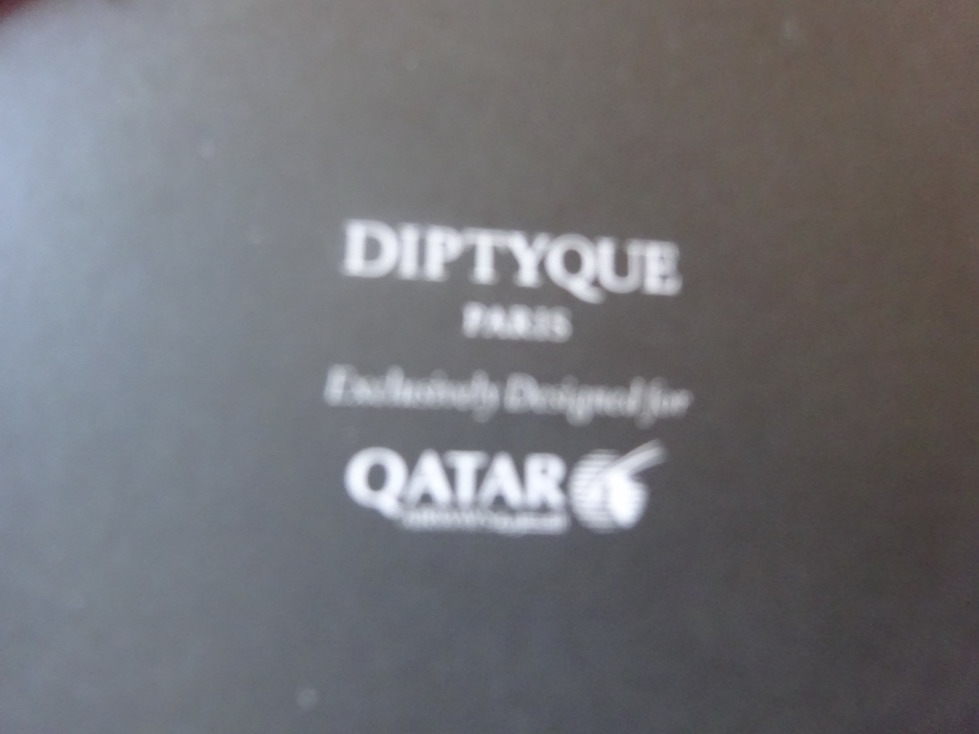 DIPTYQUE
PARIS
Exclusively Designed for
QATAR